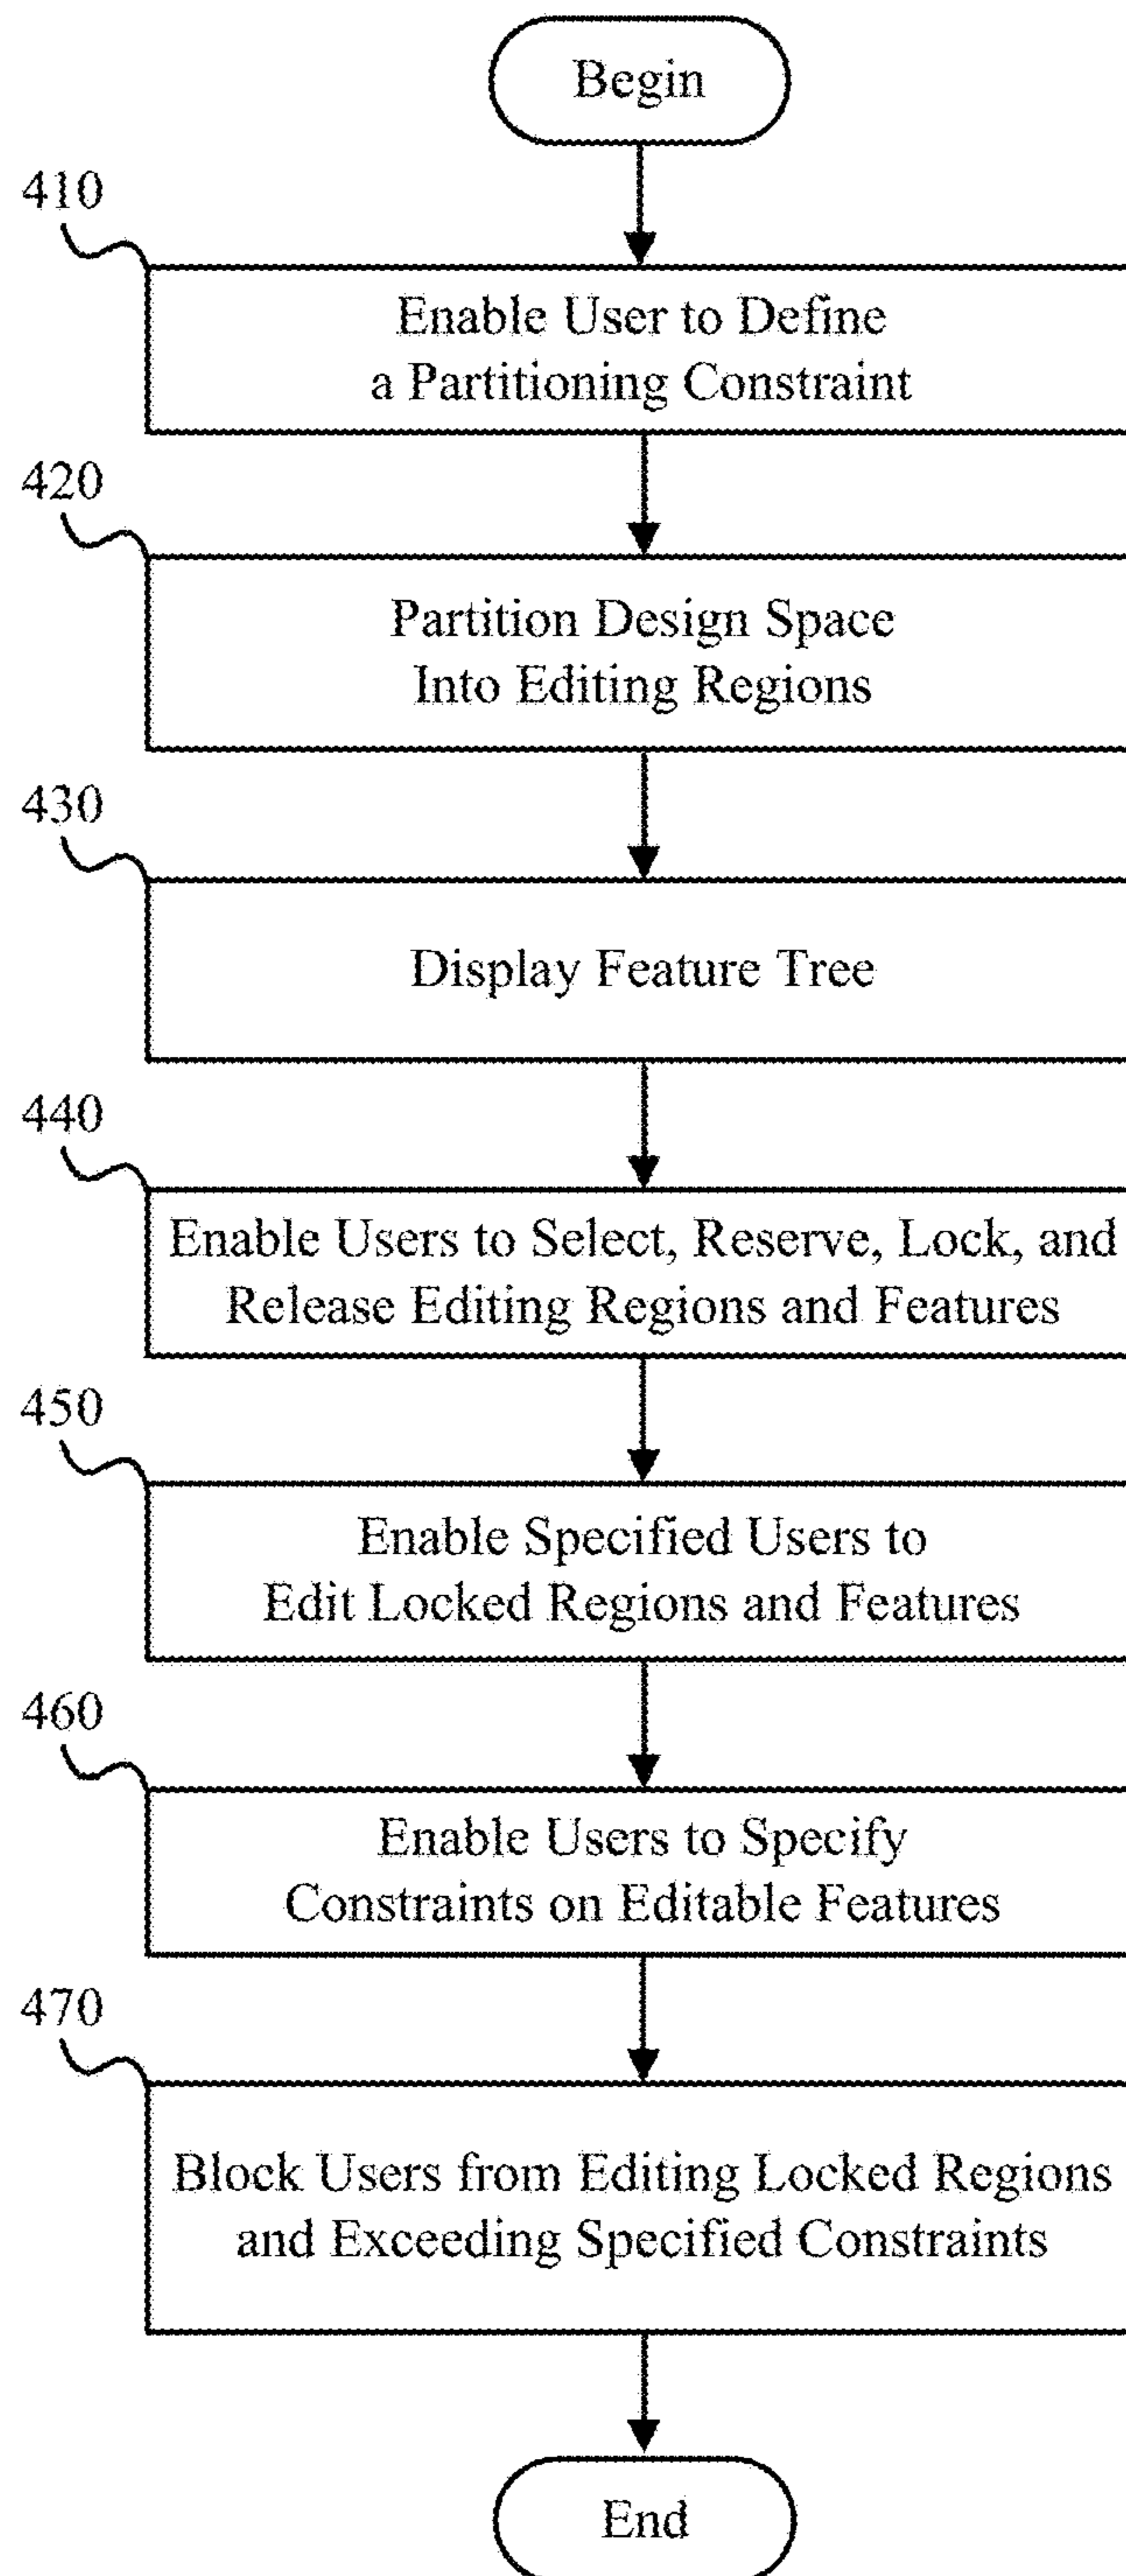 Begin
410
Enable User to Define
a Partitioning Constraint
420
Partition Design Space
Into Editing Regions
430
Display Feature Tree
440
Enable Users to Select, Reserve, Lock, and
Release Editing Regions and Features
450
Enable Specified Users to
Edit Locked Regions and Features
460
Enable Users to Specify
Constraints on Editable Features
470
Block Users from Editing Locked Regions
and Exceeding Specified Constraints
End